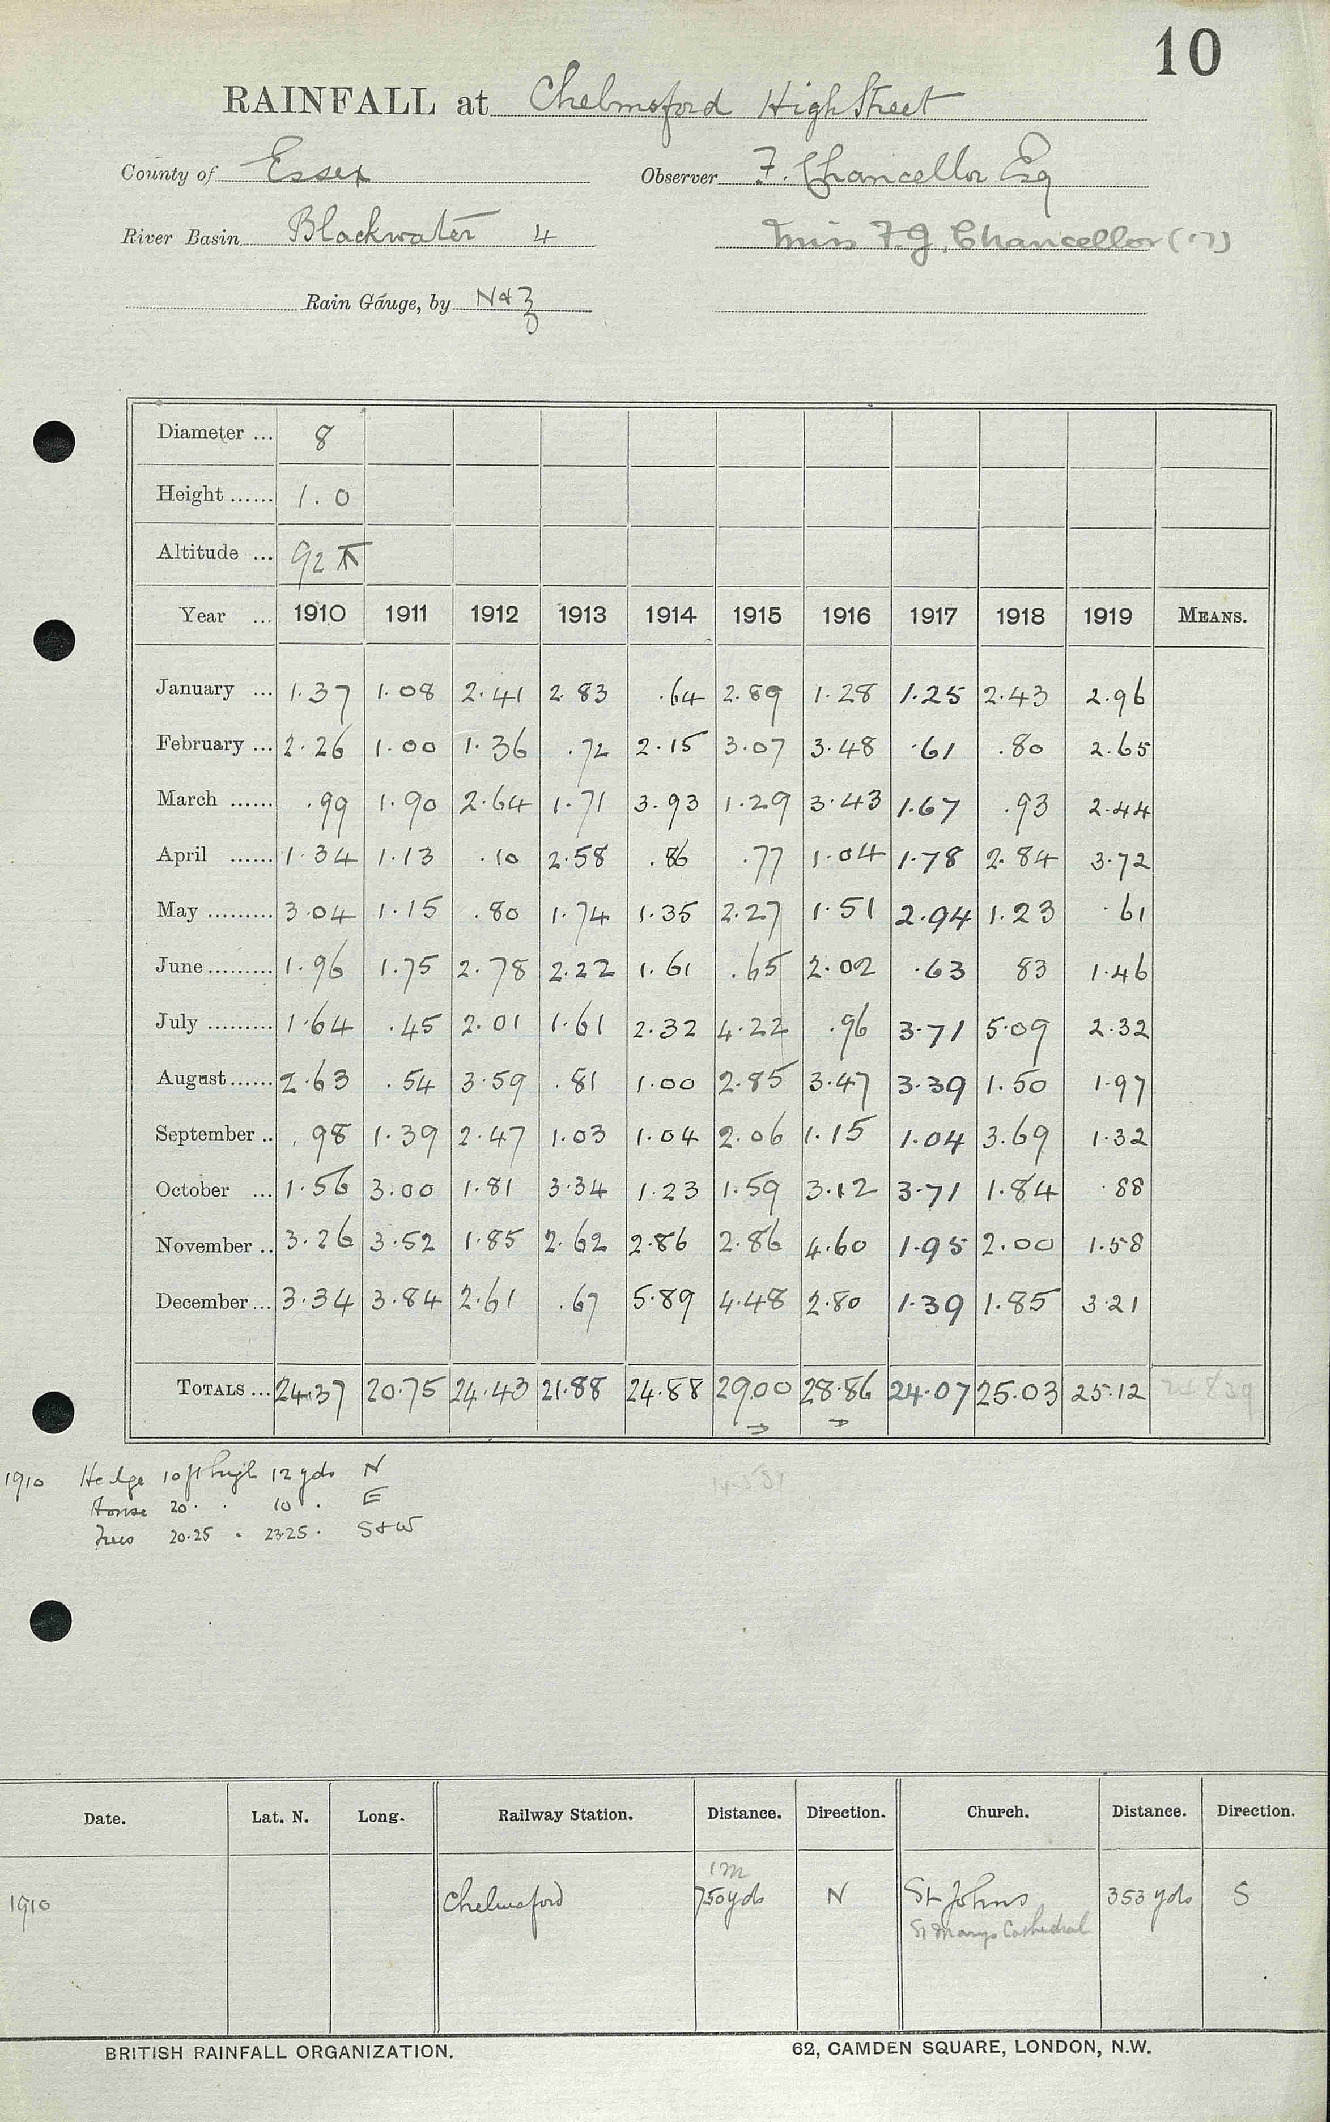 10
RAINFALL at Chelmsford High Street
County of Essex Observer F. Chancellor Esq
River Basin Blackwater 4 Miss F. G. Chancellor ('17)
Rain Gauge, by N & Z
Diameter ... 8
Height ...... 1.0
Altitude ... 92
Year ... 1910 1911 1912 1913 1914 1915 1916 1917 1918 1919 MEANS.
January ... 1.37 1.08 2.41 2.83 .64 2.89 1.28 1.25 2.43 2.96
February ... 2.26 1.00 1.36 .72 2.15 3.07 3.48 .61 .80 2.65
March ...... .99 1.90 2.64 1.71 3.93 1.29 3.43 1.67 .93 2.44
April ...... 1.34 1.13 .10 2.58 .86 .77 1.04 1.78 2.84 3.72
May ......... 3.04 1.15 .80 1.74 1.35 2.27 1.51 2.94 1.23 .61
June ......... 1.96 1.75 2.78 2.22 1.61 .65 2.02 .63 83 1.46
July ......... 1.64 .45 2.01 1.61 2.32 4.22 .96 3.71 5.09 2.32
August ...... 2.63 .54 3.59 .81 1.00 2.85 3.47 3.39 1.50 1.97
September .. .98 1.39 2.47 1.03 1.04 2.06 1.15 1.04 3.69 1.32
October ... 1.56 3.00 1.81 3.34 1.23 1.59 3.12 3.71 1.84 .88
November .. 3.26 3.52 1.85 2.62 2.86 2.86 4.60 1.95 2.00 1.58
December ... 3.34 3.84 2.61 .67 5.89 4.48 2.80 1.39 1.85 3.21
TOTALS ... 24.37 20.75 24.43 21.88 24.88 29.00 28.86 24.07 25.03 25.12
1910 Hedge 10 ft high 12 yds N
House 20 . . 10 . E
Trees 20.25 . 23.25 . S & W
Date. Lat. N. Long. Railway Station. Distance. Direction. Church. Distance. Direction.
1m
1910 Chelmsford 750 yds N St Johns 353 yds S
St Marys Cathedral
BRITISH RAINFALL ORGANIZATION. 62, CAMDEN SQUARE, LONDON, N.W.